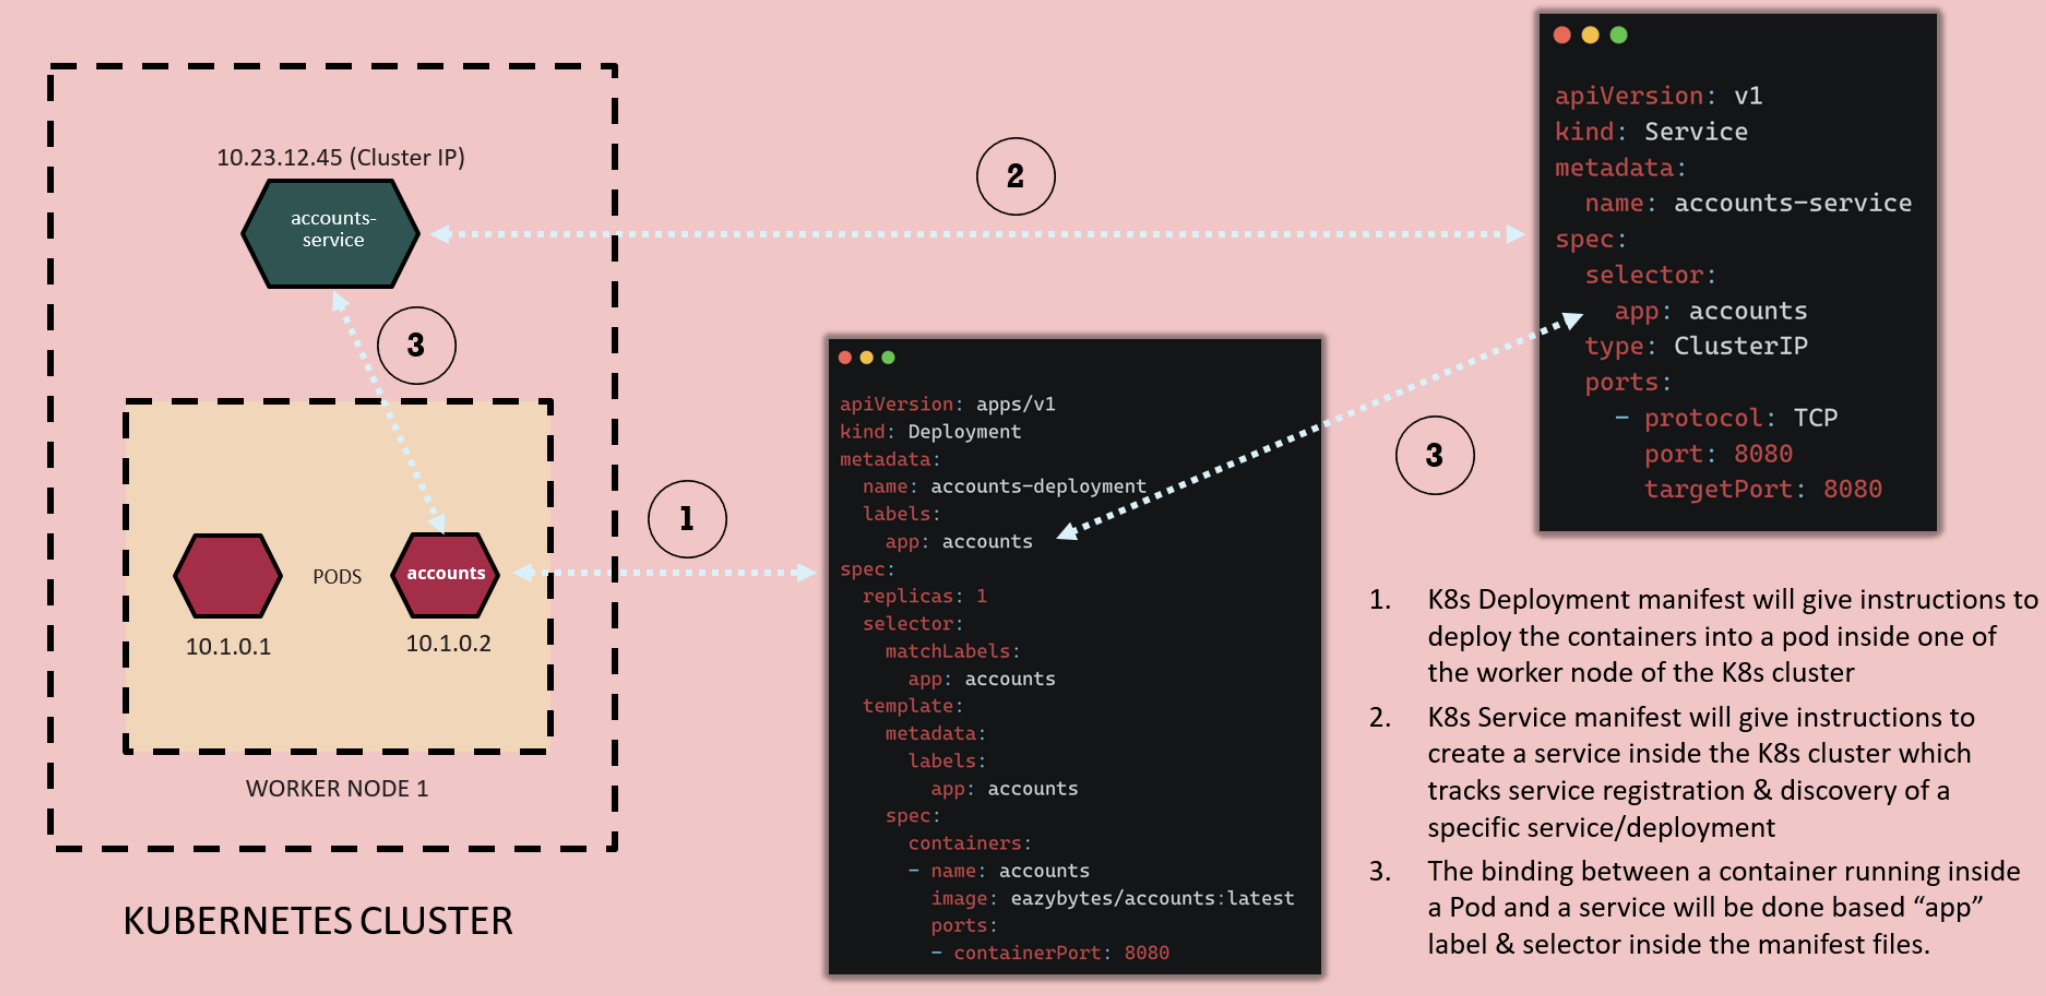 10.23.12.45 (Cluster IP)
accounts-
service
3
PODS
accounts
10.1.0.1
10.1.0.2
WORKER NODE 1
KUBERNETES CLUSTER
1
2
3
apiVersion: apps/v1
kind: Deployment
metadata:
  name: accounts-deployment
  labels:
    app: accounts
spec:
  replicas: 1
  selector:
    matchLabels:
      app: accounts
  template:
    metadata:
      labels:
        app: accounts
    spec:
      containers:
      - name: accounts
        image: eazybytes/accounts:latest
        ports:
        - containerPort: 8080
apiVersion: v1
kind: Service
metadata:
  name: accounts-service
spec:
  selector:
    app: accounts
  type: ClusterIP
  ports:
    - protocol: TCP
      port: 8080
      targetPort: 8080
1. K8s Deployment manifest will give instructions to
deploy the containers into a pod inside one of
the worker node of the K8s cluster
2. K8s Service manifest will give instructions to
create a service inside the K8s cluster which
tracks service registration & discovery of a
specific service/deployment
3. The binding between a container running inside
a Pod and a service will be done based “app”
label & selector inside the manifest files.